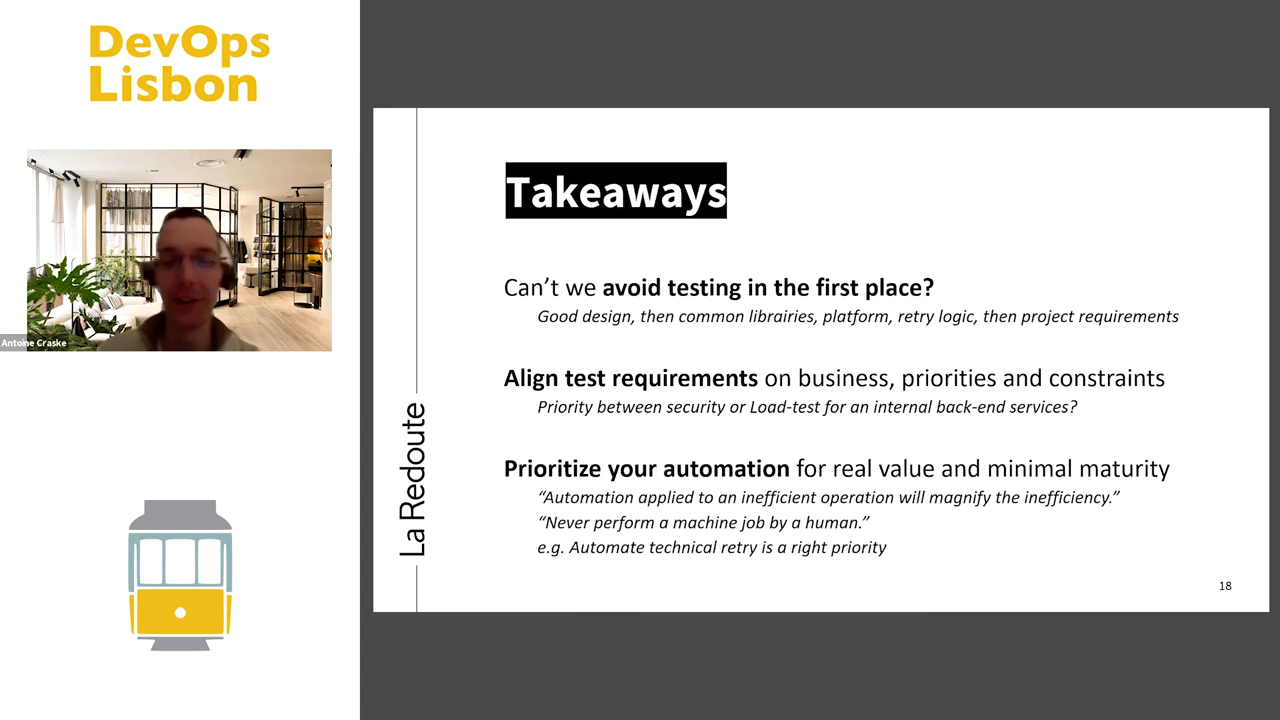 DevOps
Lisbon
Antoine Craske
La Redoute
Takeaways
Can’t we avoid testing in the first place?
Good design, then common librairies, platform, retry logic, then project requirements
Align test requirements on business, priorities and constraints
Priority between security or Load-test for an internal back-end services?
Prioritize your automation for real value and minimal maturity
“Automation applied to an inefficient operation will magnify the inefficiency.”
“Never perform a machine job by a human.”
e.g. Automate technical retry is a right priority
18